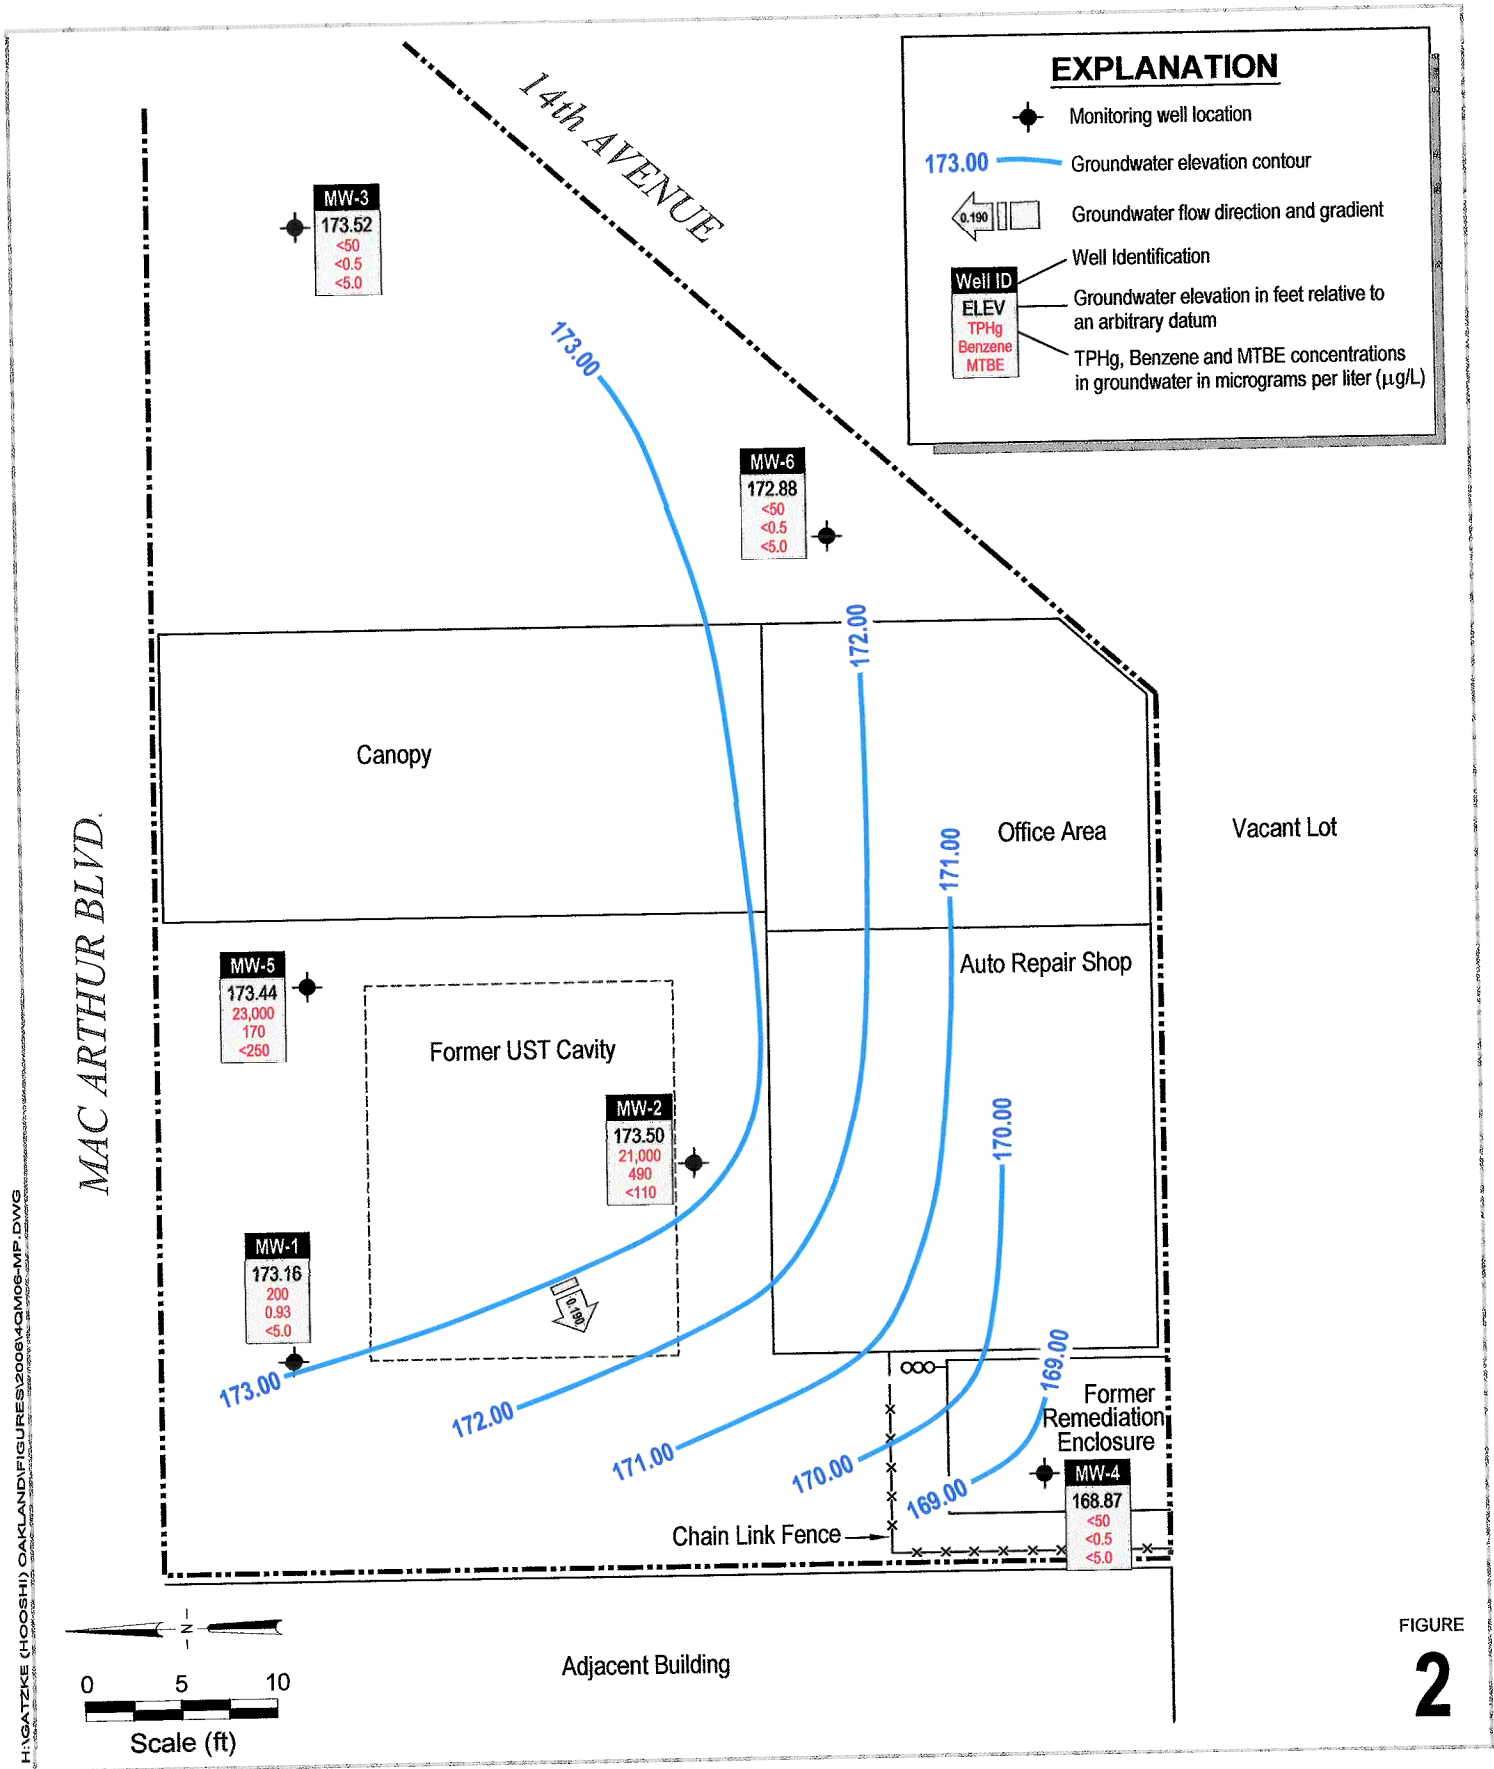 EXPLANATION
Monitoring well location
173.00
Groundwater elevation contour
0.190
Groundwater flow direction and gradient
Well Identification
Well ID
ELEV
TPHg
Benzene
MTBE
Groundwater elevation in feet relative to
an arbitrary datum
TPHg, Benzene and MTBE concentrations
in groundwater in micrograms per liter (µg/L)
14th AVENUE
MW-3
173.52
<50
<0.5
<5.0
173.00
MW-6
172.88
<50
<0.5
<5.0
172.00
Canopy
Office Area
Vacant Lot
171.00
MAC ARTHUR BLVD.
Auto Repair Shop
MW-5
173.44
23,000
170
<250
Former UST Cavity
MW-2
173.50
21,000
490
<110
170.00
MW-1
173.16
200
0.93
<5.0
0.190
173.00
172.00
171.00
170.00
169.00
169.00
Former
Remediation
Enclosure
MW-4
168.87
<50
<0.5
<5.0
Chain Link Fence
N
0 5 10
Scale (ft)
Adjacent Building
FIGURE
2
H:\GATZKE (HOOSHI) OAKLAND\FIGURES\2006\4QM06-MP.DWG